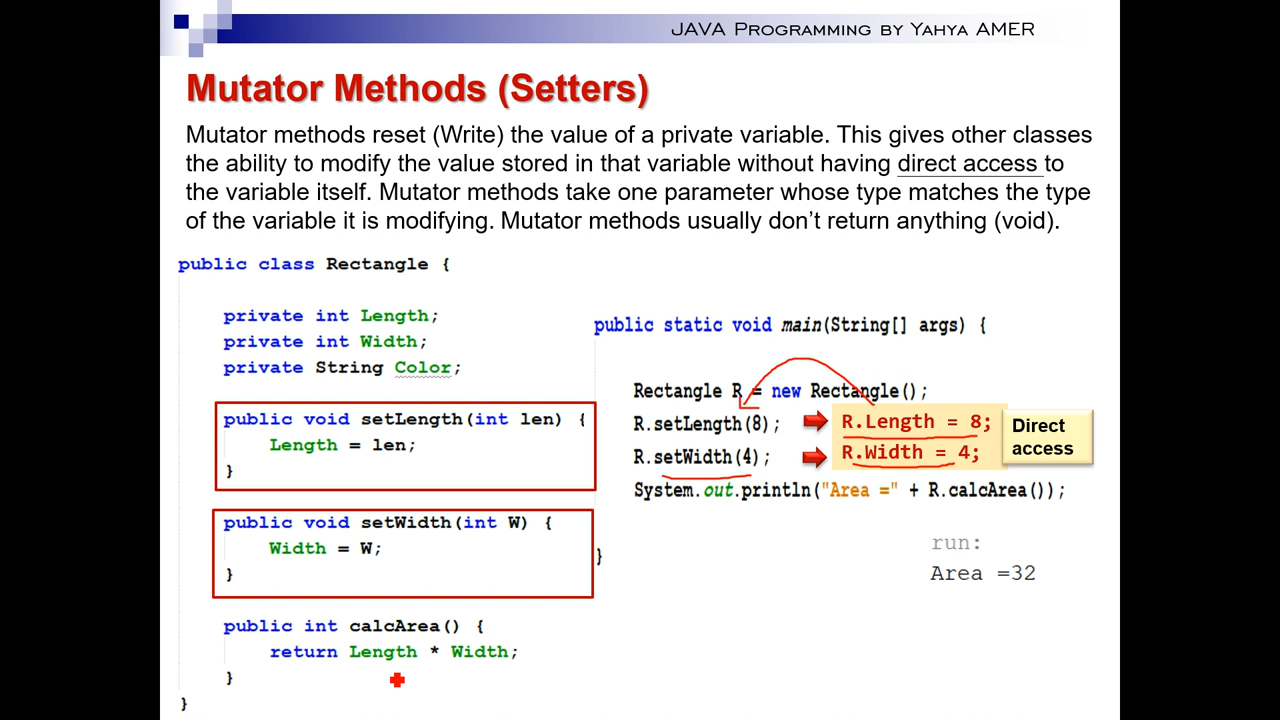 JAVA Programming by Yahya AMER
Mutator Methods (Setters)
Mutator methods reset (Write) the value of a private variable. This gives other classes
the ability to modify the value stored in that variable without having direct access to
the variable itself. Mutator methods take one parameter whose type matches the type
of the variable it is modifying. Mutator methods usually don’t return anything (void).
public class Rectangle {
private int Length;
private int Width;
private String Color;
public void setLength(int len) {
Length = len;
}
public void setWidth(int W) {
Width = W;
}
public int calcArea() {
return Length * Width;
}
}
public static void main(String[] args) {
Rectangle R = new Rectangle();
R.setLength(8);
R.setWidth(4);
System.out.println("Area =" + R.calcArea());
}
R.Length = 8;
R.Width = 4;
Direct
access
run:
Area =32